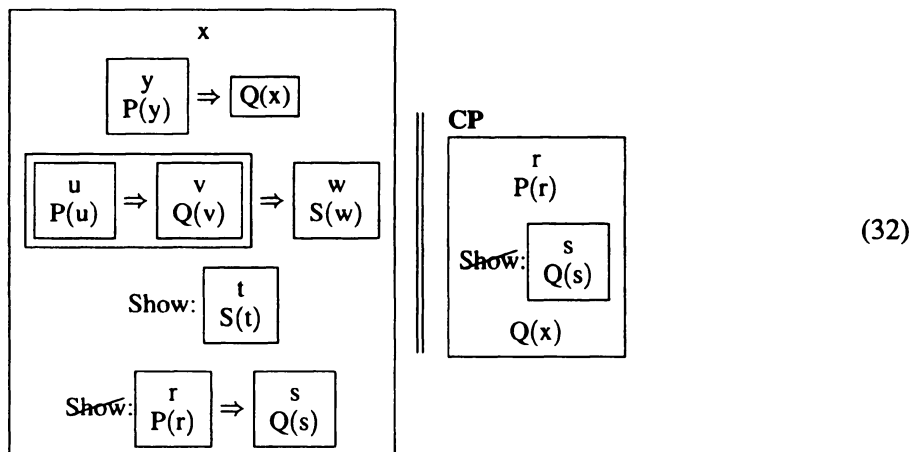 x
y
P(y) ⇒ Q(x)
u ⇒ v ⇒ w
P(u) Q(v) S(w)
Show: t
S(t)
Show: r ⇒ s
P(r) Q(s)
CP
r
P(r)
Show: s
Q(s)
Q(x)
(32)